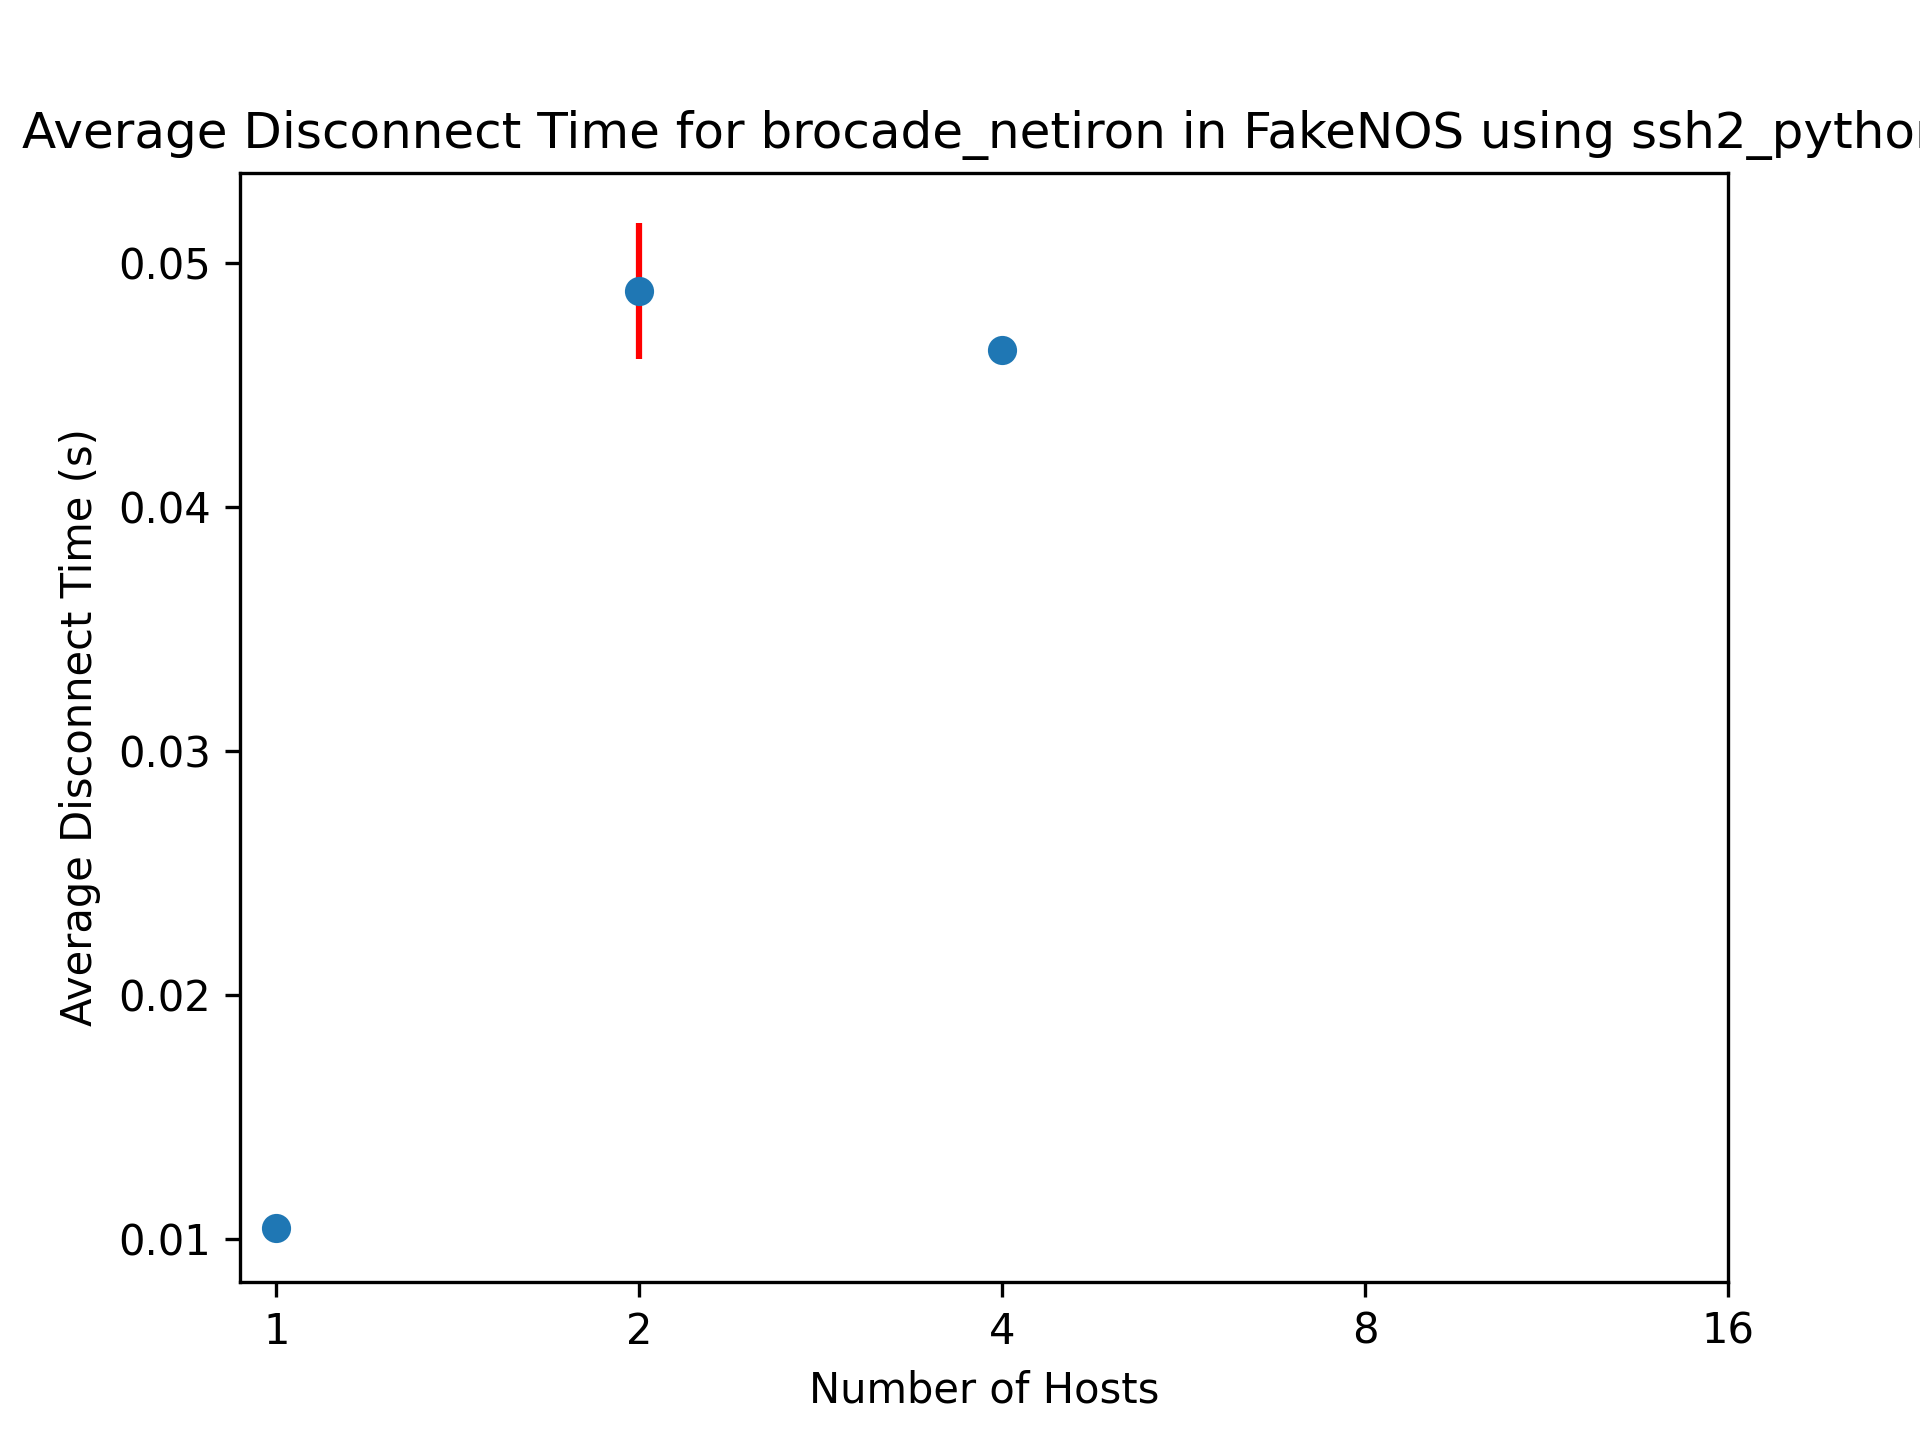 Average Disconnect Time for brocade_netiron in FakeNOS using ssh2_pytho
Average Disconnect Time (s)
0.05
0.04
0.03
0.02
0.01
1 2 4 8 16
Number of Hosts